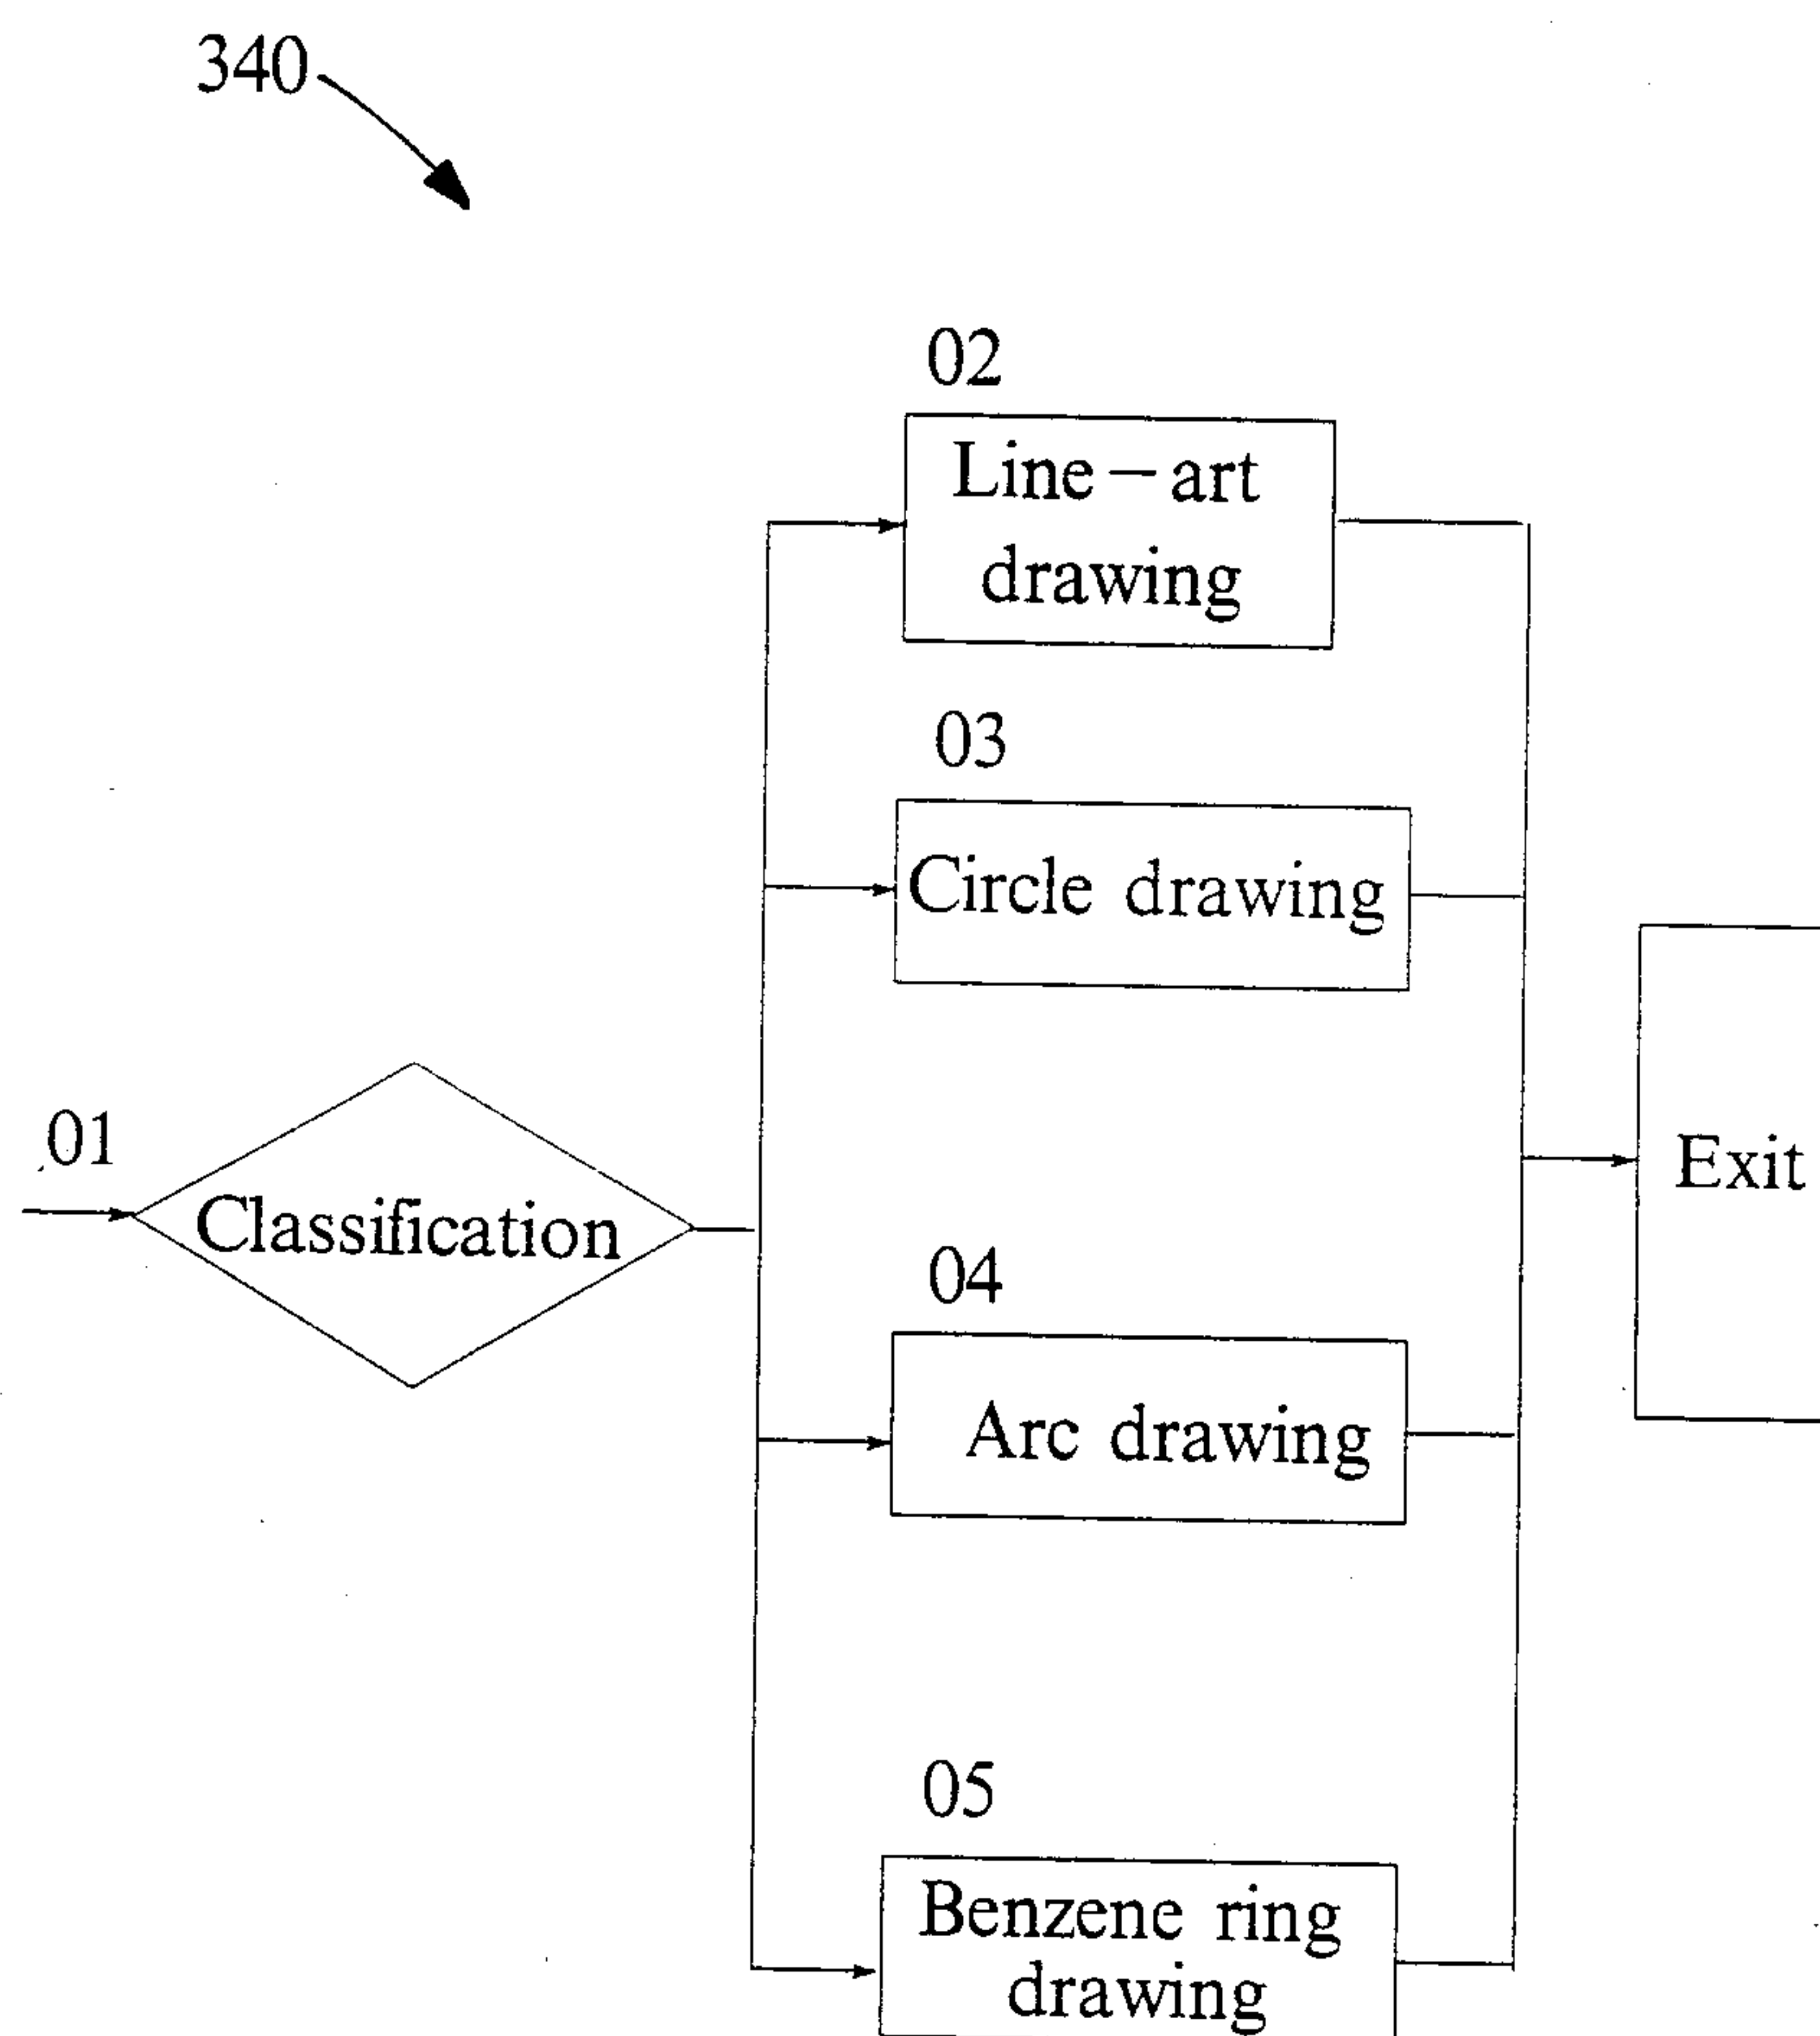 340
02
Line-art
drawing
03
Circle drawing
01
Classification
Exit
04
Arc drawing
05
Benzene ring
drawing